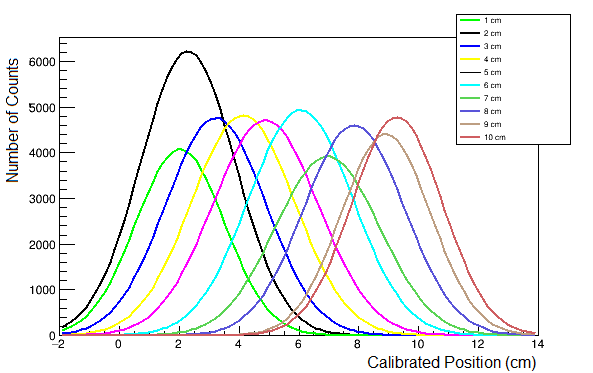 1 cm
2 cm
3 cm
4 cm
5 cm
6 cm
7 cm
8 cm
9 cm
10 cm
Number of Counts
6000
5000
4000
3000
2000
1000
0
−2 0 2 4 6 8 10 12 14
Calibrated Position (cm)